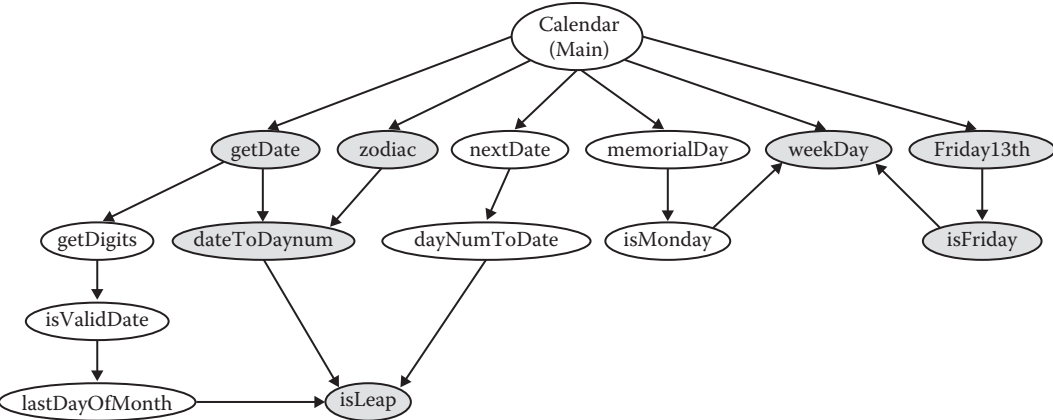 Calendar
(Main)
getDate
zodiac
nextDate
memorialDay
weekDay
Friday13th
getDigits
dateToDaynum
dayNumToDate
isMonday
isFriday
isValidDate
lastDayOfMonth
isLeap